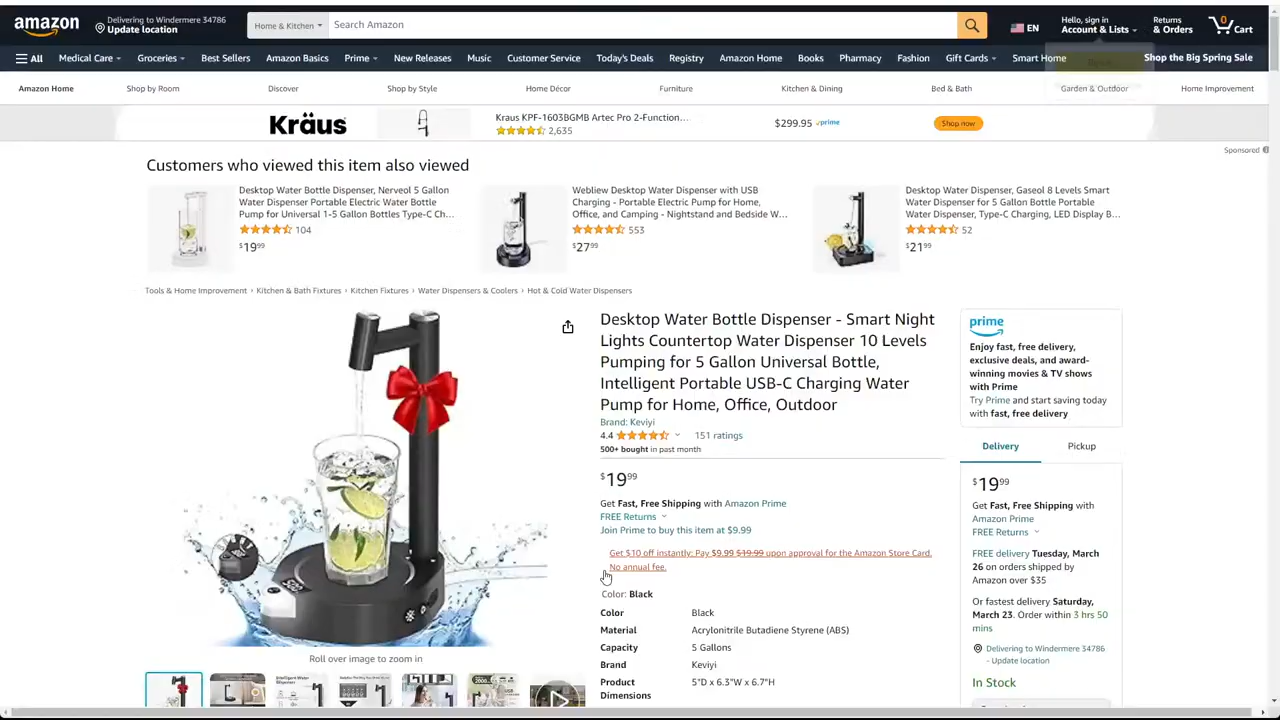 amazon
Delivering to Windermere 34786
Update location
Home & Kitchen
Search Amazon
EN
Hello, sign in
Account & Lists
Returns
& Orders
0
Cart
All
Medical Care
Groceries
Best Sellers
Amazon Basics
Today's Deals
Prime
New Releases
Music
Customer Service
Registry
Amazon Home
Books
Pharmacy
Fashion
Gift Cards
Smart Home
Shop the Big Spring Sale
Amazon Home
Shop by Room
Discover
Shop by Style
Home Décor
Furniture
Kitchen & Dining
Bed & Bath
Garden & Outdoor
Home Improvement
Kräus
Kraus KPF-1603BGMB Artec Pro 2-Function...
2,635
$299.95 prime
Shop now
Sponsored
Customers who viewed this item also viewed
Desktop Water Bottle Dispenser, Nerveol 5 Gallon
Water Dispenser Portable Electric Water Bottle
Pump for Universal 1-5 Gallon Bottles Type-C Ch...
104
$19.99
Webliew Desktop Water Dispenser with USB
Charging - Portable Electric Pump for Home,
Office, and Camping - Nightstand and Bedside W...
553
$27.99
Desktop Water Dispenser, Gaseol 8 Levels Smart
Water Dispenser for 5 Gallon Bottle Portable
Water Dispenser, Type-C Charging, LED Display B...
52
$21.99
Tools & Home Improvement › Kitchen & Bath Fixtures › Kitchen Fixtures › Water Dispensers & Coolers › Hot & Cold Water Dispensers
Desktop Water Bottle Dispenser - Smart Night
Lights Countertop Water Dispenser 10 Levels
Pumping for 5 Gallon Universal Bottle,
Intelligent Portable USB-C Charging Water
Pump for Home, Office, Outdoor
Brand: Keviyi
4.4
151 ratings
500+ bought in past month
$19.99
Get Fast, Free Shipping with Amazon Prime
FREE Returns
Join Prime to buy this item at $9.99
Get $10 off instantly: Pay $9.99 $19.99 upon approval for the Amazon Store Card.
No annual fee.
Color: Black
Color Black
Material Acrylonitrile Butadiene Styrene (ABS)
Capacity 5 Gallons
Brand Keviyi
Product 5"D x 6.3"W x 6.7"H
Dimensions
Roll over image to zoom in
prime
Enjoy fast, free delivery,
exclusive deals, and award-
winning movies & TV shows
with Prime
Try Prime and start saving today
with fast, free delivery
Delivery
Pickup
$19.99
Get Fast, Free Shipping with
Amazon Prime
FREE Returns
FREE delivery Tuesday, March
26 on orders shipped by
Amazon over $35
Or fastest delivery Saturday,
March 23. Order within 3 hrs 50
mins
Delivering to Windermere 34786
- Update location
In Stock